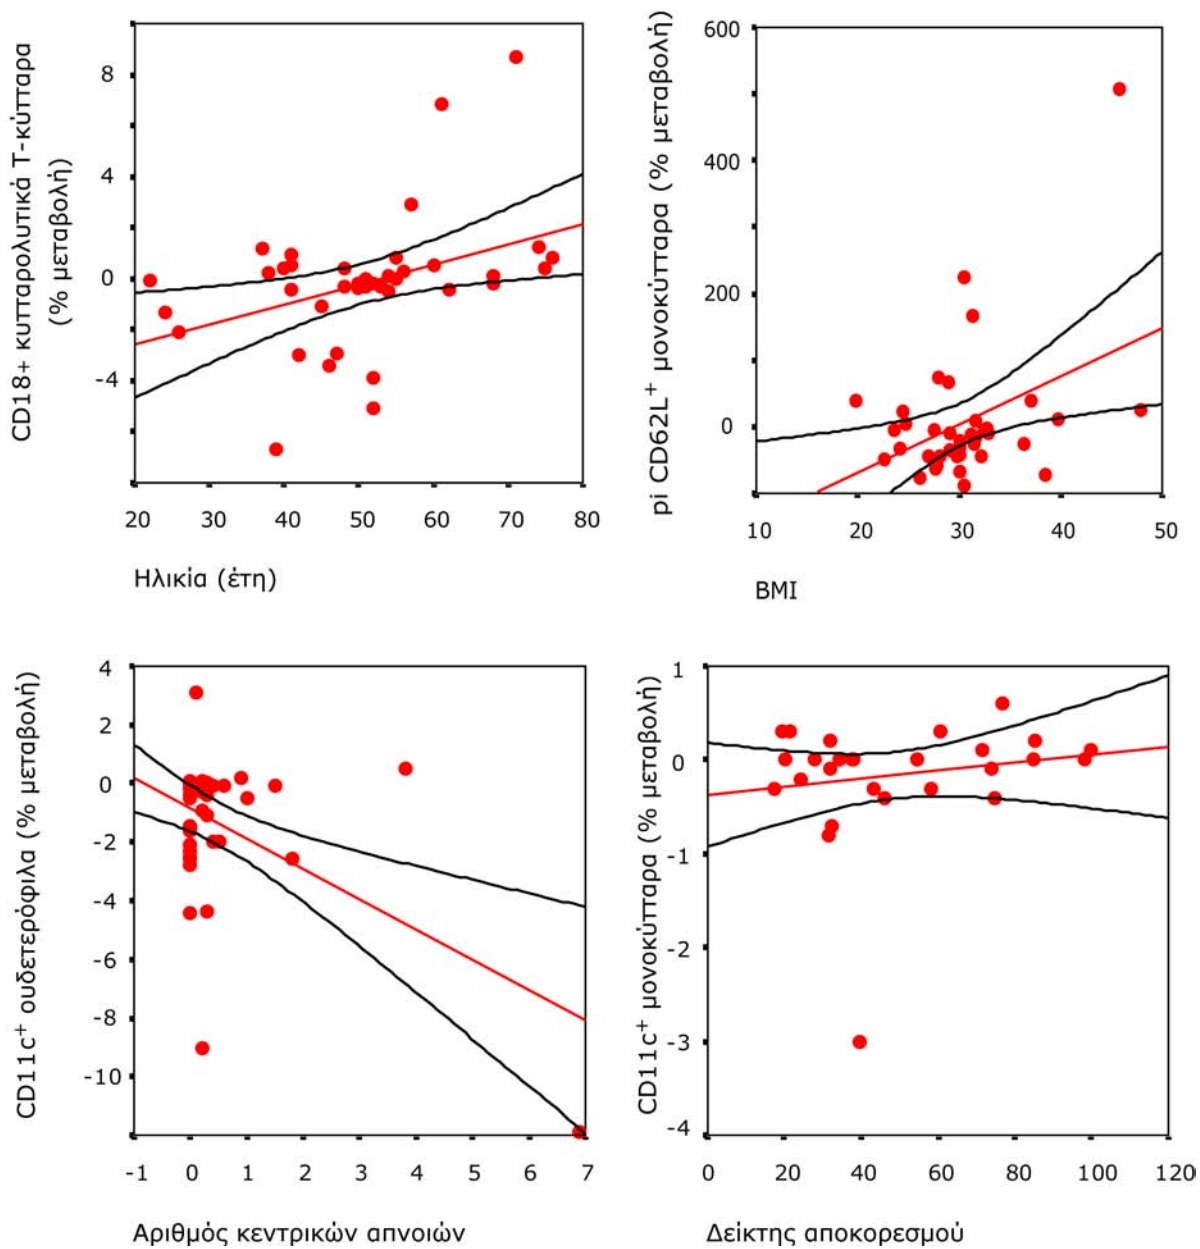 CD18+ κυτταρολυτικά Τ-κύτταρα
(% μεταβολή)
8
4
0
-4
20 30 40 50 60 70 80
Ηλικία (έτη)
pi CD62L+ μονοκύτταρα (% μεταβολή)
600
400
200
0
10 20 30 40 50
BMI
CD11c+ ουδετερόφιλα (% μεταβολή)
4
2
0
-2
-4
-6
-8
-10
-1 0 1 2 3 4 5 6 7
Αριθμός κεντρικών απνοιών
CD11c+ μονοκύτταρα (% μεταβολή)
1
0
-1
-2
-3
-4
0 20 40 60 80 100 120
Δείκτης αποκορεσμού